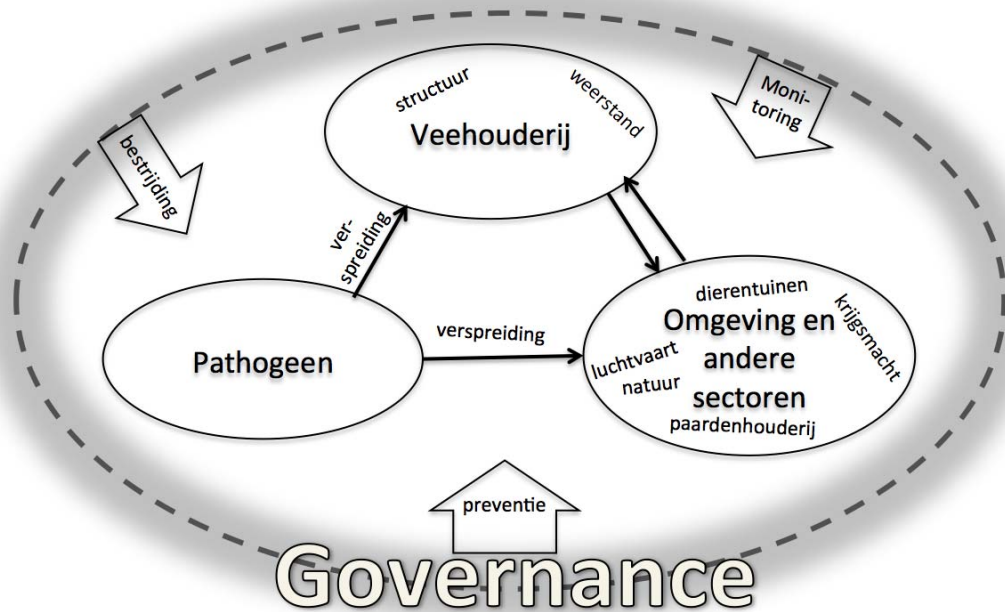 bestrijding
structuur
weerstand
Veehouderij
Moni-
toring
ver-
spreiding
Pathogeen
verspreiding
dierentuinen
krijgsmacht
Omgeving en
andere
sectoren
luchtvaart
natuur
paardenhouderij
preventie
Governance